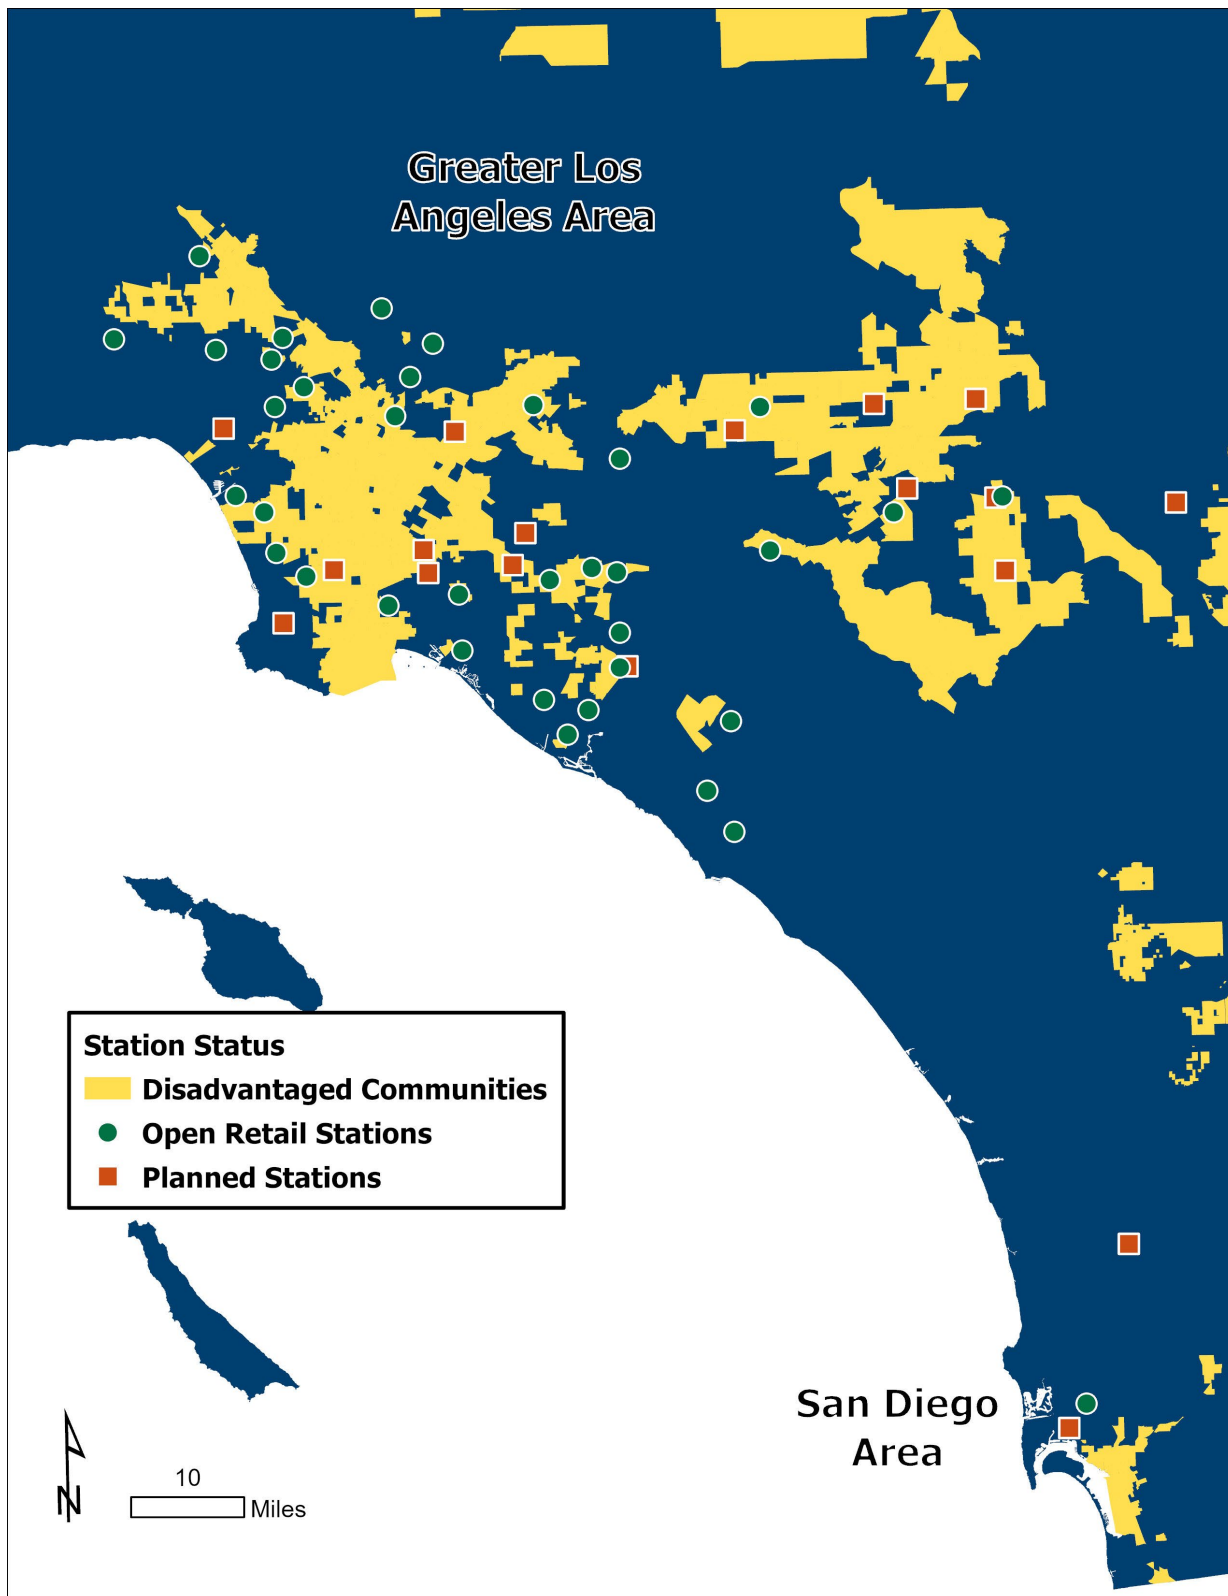 Greater Los
Angeles Area
Station Status
Disadvantaged Communities
Open Retail Stations
Planned Stations
San Diego
Area
N
10
Miles